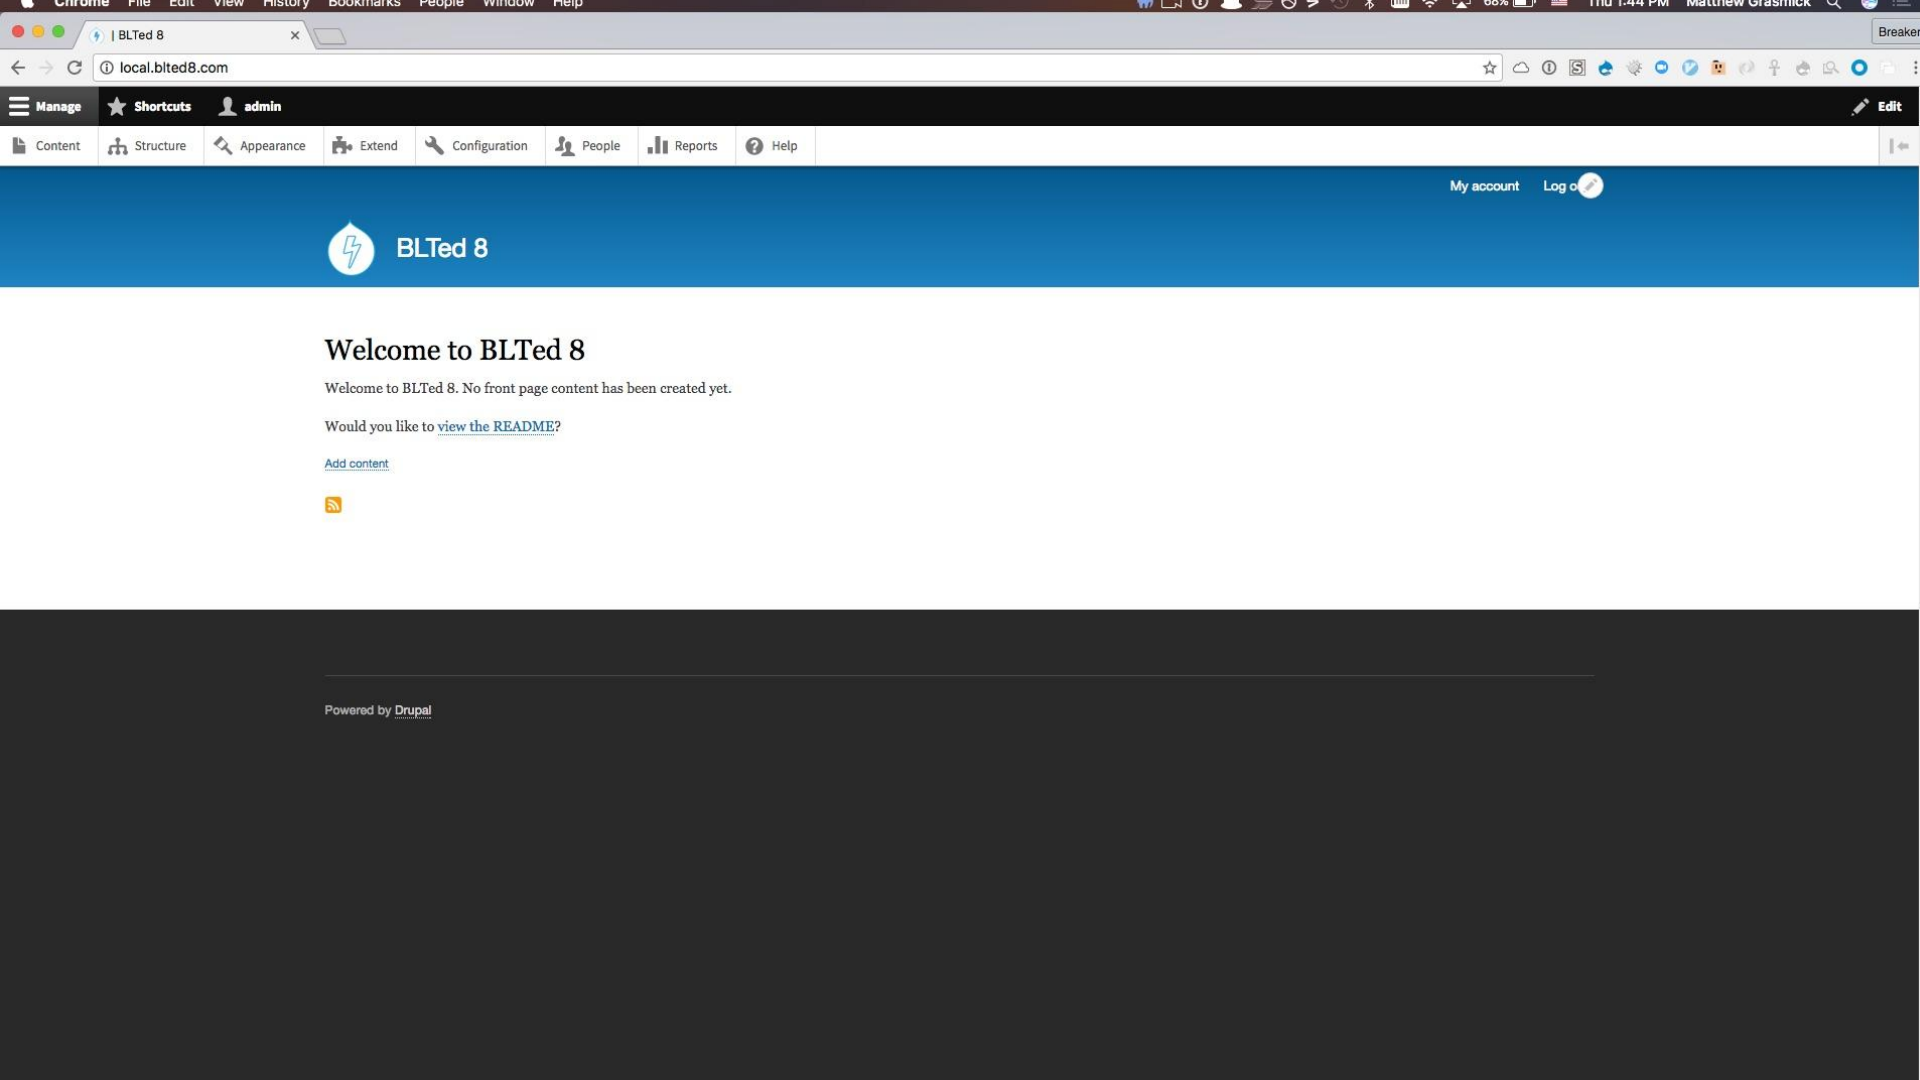 Chrome File Edit View History Bookmarks People Window Help 68% Thu 1:44 PM Matthew Grasmick
| BLTed 8
Breaker
local.blted8.com
Manage Shortcuts admin Edit
Content Structure Appearance Extend Configuration People Reports Help
My account Log o
BLTed 8
Welcome to BLTed 8
Welcome to BLTed 8. No front page content has been created yet.
Would you like to view the README?
Add content
Powered by Drupal